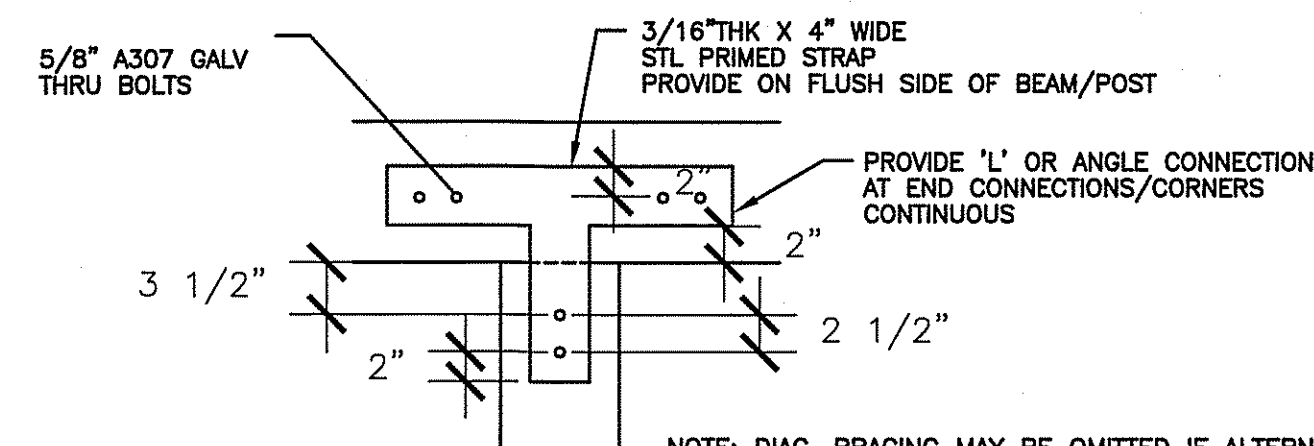 5/8" A307 GALV
THRU BOLTS
3/16"THK X 4" WIDE
STL PRIMED STRAP
PROVIDE ON FLUSH SIDE OF BEAM/POST
PROVIDE 'L' OR ANGLE CONNECTION
AT END CONNECTIONS/CORNERS
CONTINUOUS
2"
2"
3 1/2"
2 1/2"
2"
NOTE: DIAG. BRACING MAY BE OMITTED IF ALTERN